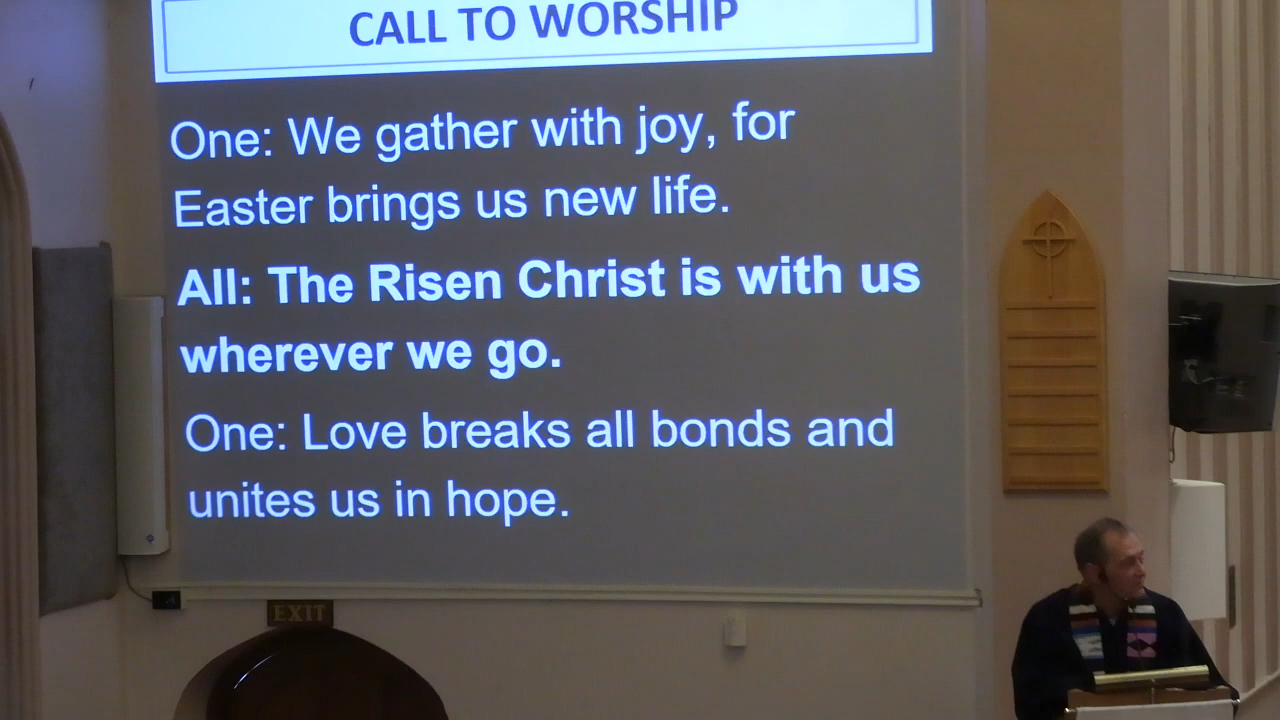 CALL TO WORSHIP
One: We gather with joy, for
Easter brings us new life.
All: The Risen Christ is with us
wherever we go.
One: Love breaks all bonds and
unites us in hope.
EXIT